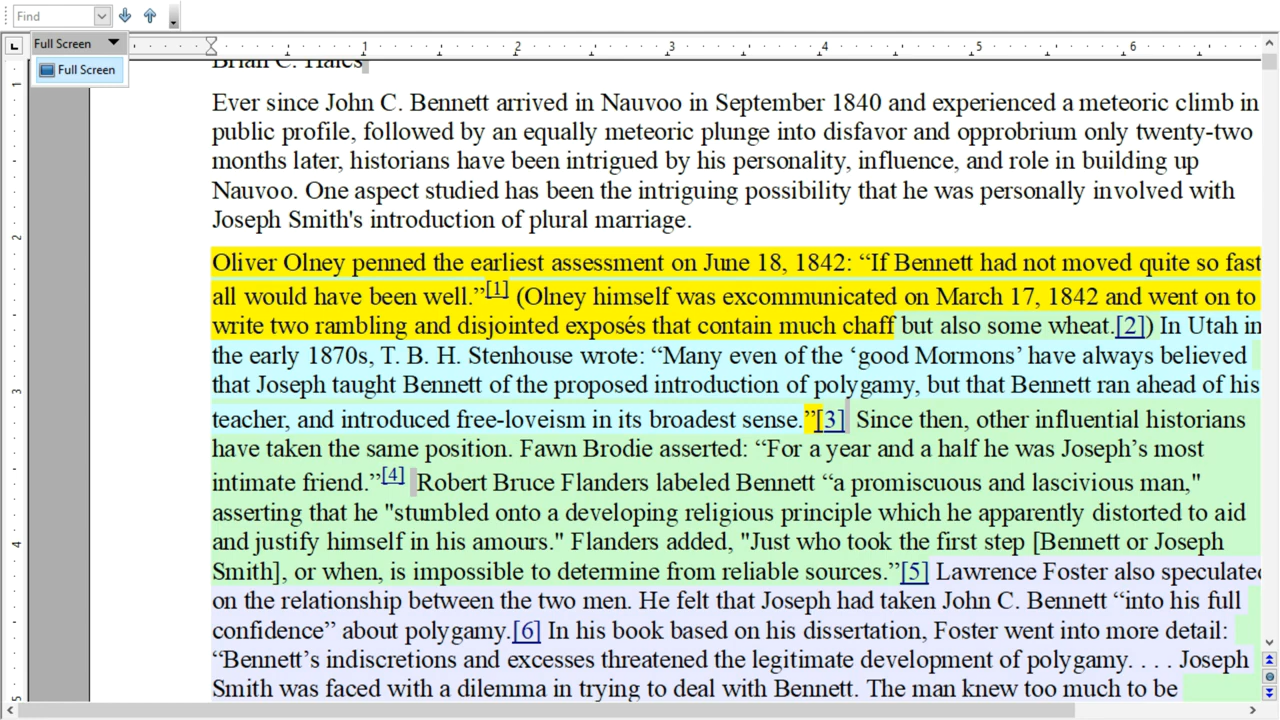 Find
Full Screen
Full Screen
1 2 3 4 5 6
1
2
3
4
5
Brian C. Hales
Ever since John C. Bennett arrived in Nauvoo in September 1840 and experienced a meteoric climb in
public profile, followed by an equally meteoric plunge into disfavor and opprobrium only twenty-two
months later, historians have been intrigued by his personality, influence, and role in building up
Nauvoo. One aspect studied has been the intriguing possibility that he was personally involved with
Joseph Smith's introduction of plural marriage.
Oliver Olney penned the earliest assessment on June 18, 1842: “If Bennett had not moved quite so fast
all would have been well.”[1] (Olney himself was excommunicated on March 17, 1842 and went on to
write two rambling and disjointed exposés that contain much chaff but also some wheat.[2]) In Utah in
the early 1870s, T. B. H. Stenhouse wrote: “Many even of the ‘good Mormons’ have always believed
that Joseph taught Bennett of the proposed introduction of polygamy, but that Bennett ran ahead of his
teacher, and introduced free-loveism in its broadest sense.”[3] Since then, other influential historians
have taken the same position. Fawn Brodie asserted: “For a year and a half he was Joseph’s most
intimate friend.”[4] Robert Bruce Flanders labeled Bennett “a promiscuous and lascivious man,"
asserting that he "stumbled onto a developing religious principle which he apparently distorted to aid
and justify himself in his amours." Flanders added, "Just who took the first step [Bennett or Joseph
Smith], or when, is impossible to determine from reliable sources.”[5] Lawrence Foster also speculated
on the relationship between the two men. He felt that Joseph had taken John C. Bennett “into his full
confidence” about polygamy.[6] In his book based on his dissertation, Foster went into more detail:
“Bennett’s indiscretions and excesses threatened the legitimate development of polygamy. . . . Joseph
Smith was faced with a dilemma in trying to deal with Bennett. The man knew too much to be